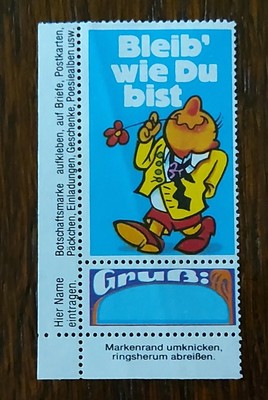 Bleib'
wie Du
bist
Gruß:
Hier Name
eintragen.
Botschaftsmarke aufkleben, auf Briefe, Postkarten,
Päckchen, Einladungen, Geschenke, Poesiealben usw.
Markenrand umknicken,
ringsherum abreißen.